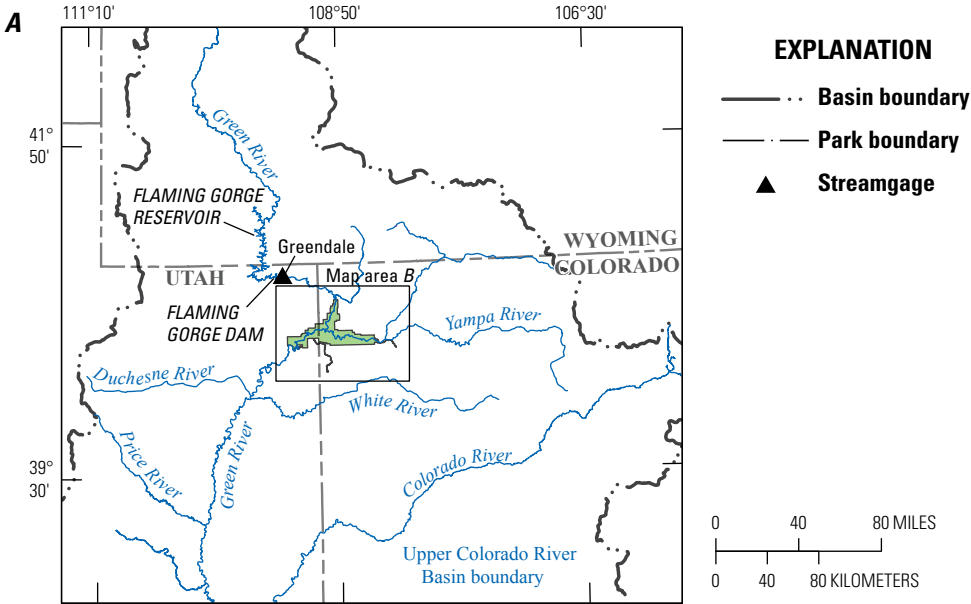 A
111°10'
108°50'
106°30'
41°
50'
39°
30'
Green River
FLAMING GORGE
RESERVOIR
Greendale
WYOMING
COLORADO
UTAH
Map area B
FLAMING
GORGE DAM
Yampa River
Duchesne River
White River
Price River
Green River
Colorado River
Upper Colorado River
Basin boundary
EXPLANATION
Basin boundary
Park boundary
Streamgage
0 40 80 MILES
0 40 80 KILOMETERS